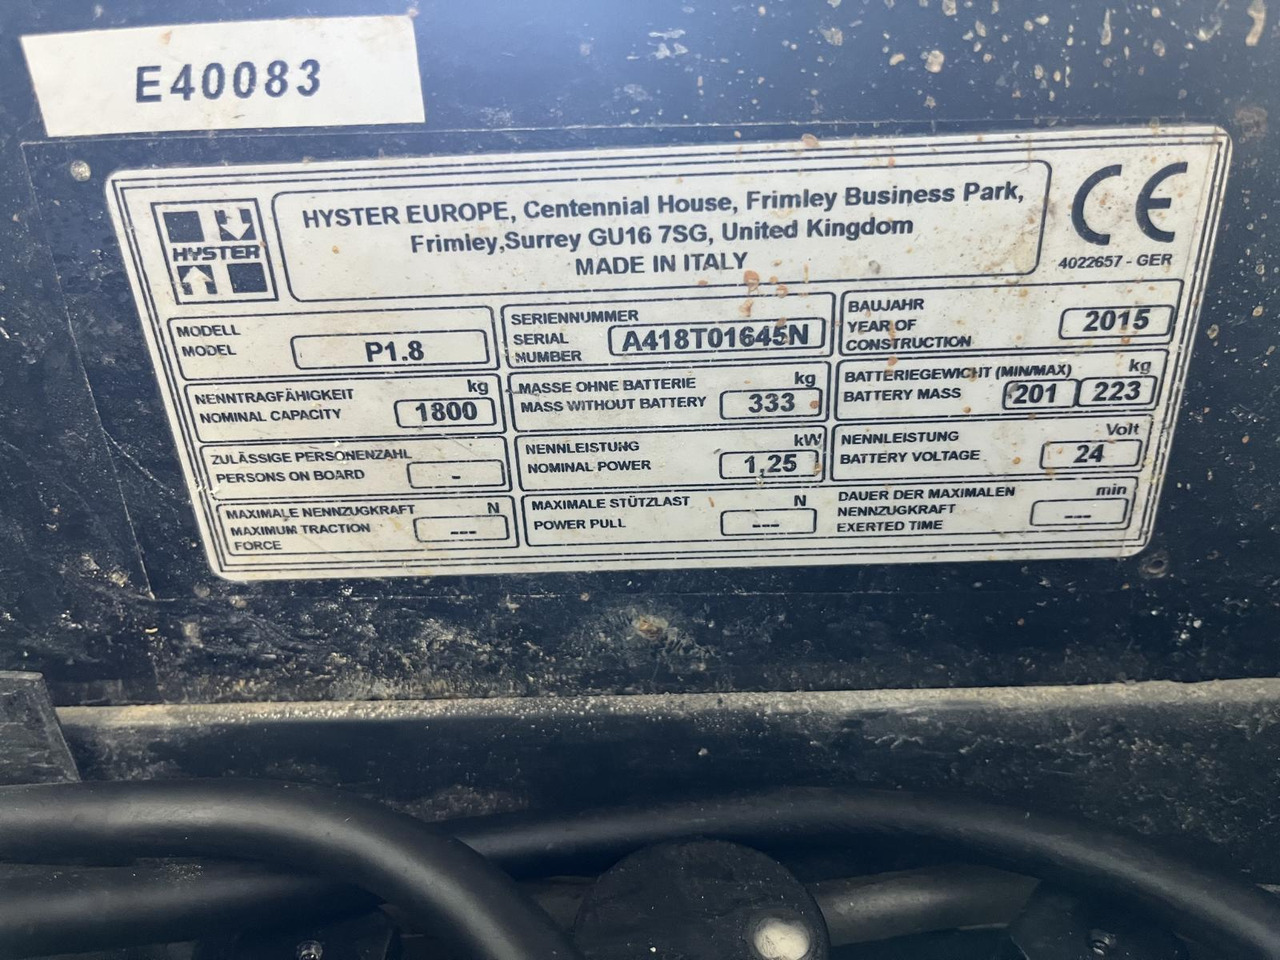 E40083
HYSTER
HYSTER EUROPE, Centennial House, Frimley Business Park,
Frimley,Surrey GU16 7SG, United Kingdom
MADE IN ITALY
CE
4022657 - GER
MODELL
MODEL
P1.8
SERIENNUMMER
SERIAL
NUMBER
A418T01645N
BAUJAHR
YEAR OF
CONSTRUCTION
2015
NENNTRAGFÄHIGKEIT kg
NOMINAL CAPACITY 1800
MASSE OHNE BATTERIE kg
MASS WITHOUT BATTERY 333
BATTERIEGEWICHT (MIN/MAX) kg
BATTERY MASS 201 223
ZULÄSSIGE PERSONENZAHL
PERSONS ON BOARD -
NENNLEISTUNG kW
NOMINAL POWER 1,25
NENNLEISTUNG Volt
BATTERY VOLTAGE 24
MAXIMALE NENNZUGKRAFT N
MAXIMUM TRACTION ---
FORCE
MAXIMALE STÜTZLAST N
POWER PULL ---
DAUER DER MAXIMALEN min
NENNZUGKRAFT ---
EXERTED TIME